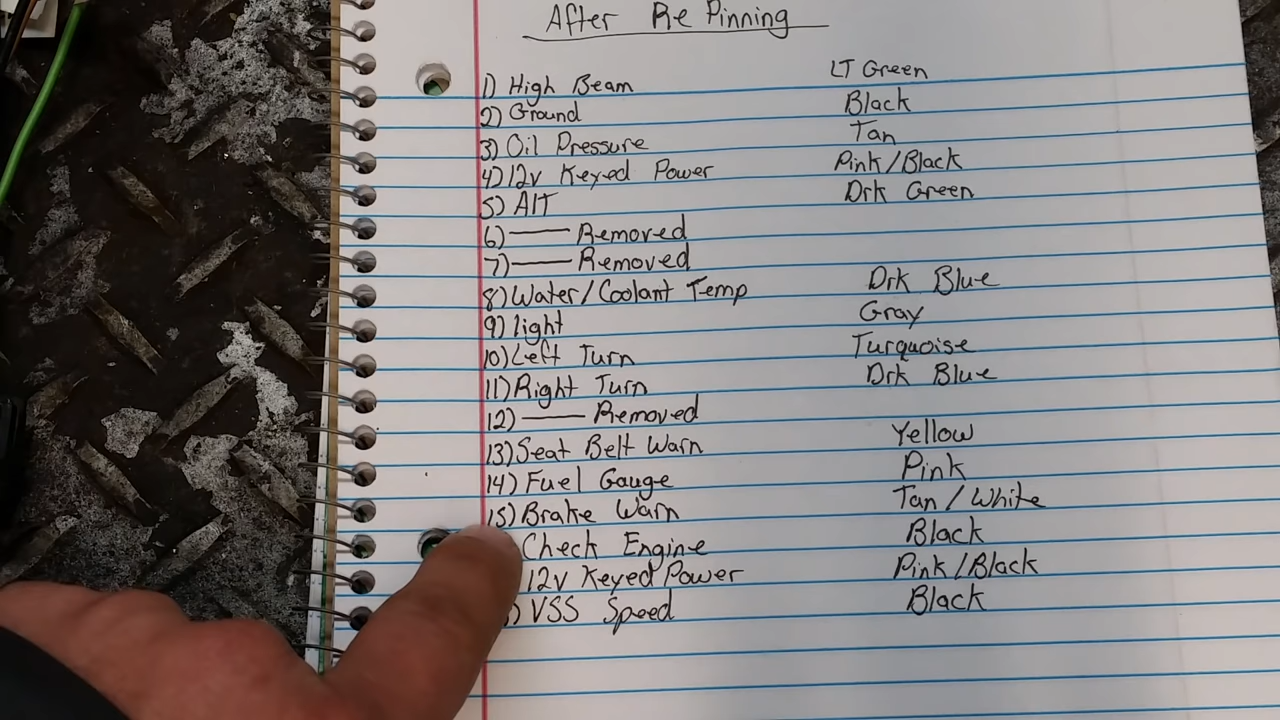 After Re Pinning
1) High Beam LT Green
2) Ground Black
3) Oil Pressure Tan
4) 12v Keyed Power Pink/Black
5) AlT Drk Green
6) —— Removed
7) —— Removed
8) Water/Coolant Temp Drk Blue
9) light Gray
10) Left Turn Turquoise
11) Right Turn Drk Blue
12) —— Removed
13) Seat Belt Warn Yellow
14) Fuel Gauge Pink
15) Brake Warn Tan/White
Check Engine Black
12v Keyed Power Pink/Black
) VSS Speed Black